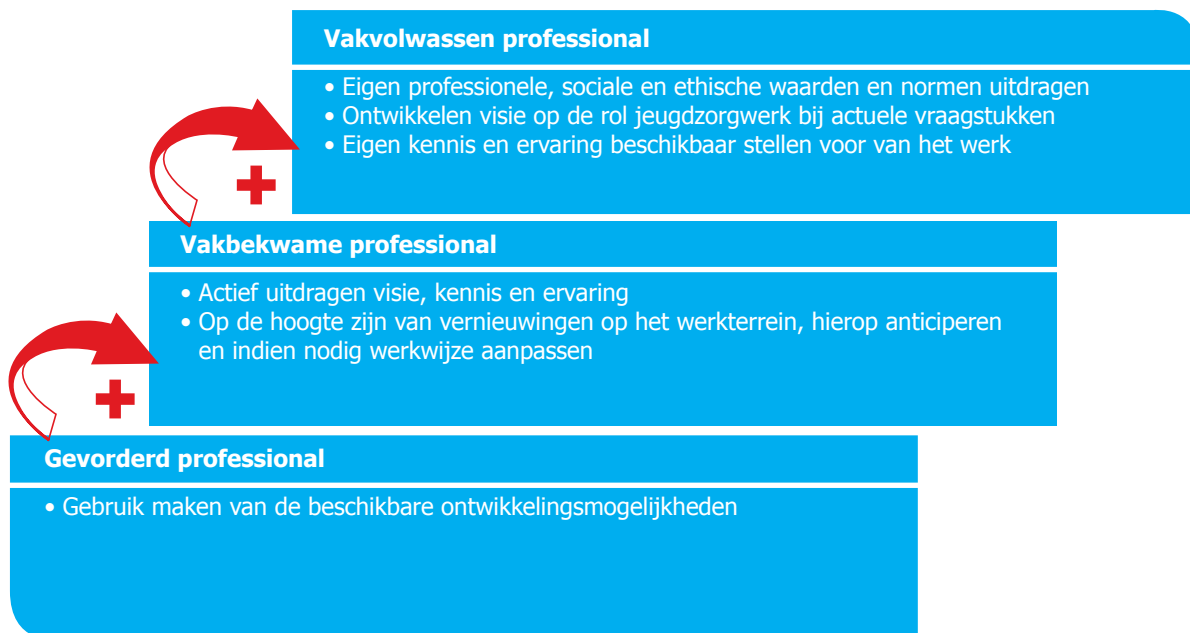 Vakvolwassen professional
• Eigen professionele, sociale en ethische waarden en normen uitdragen
• Ontwikkelen visie op de rol jeugdzorgwerk bij actuele vraagstukken
• Eigen kennis en ervaring beschikbaar stellen voor van het werk
Vakbekwame professional
• Actief uitdragen visie, kennis en ervaring
• Op de hoogte zijn van vernieuwingen op het werkterrein, hierop anticiperen
en indien nodig werkwijze aanpassen
Gevorderd professional
• Gebruik maken van de beschikbare ontwikkelingsmogelijkheden